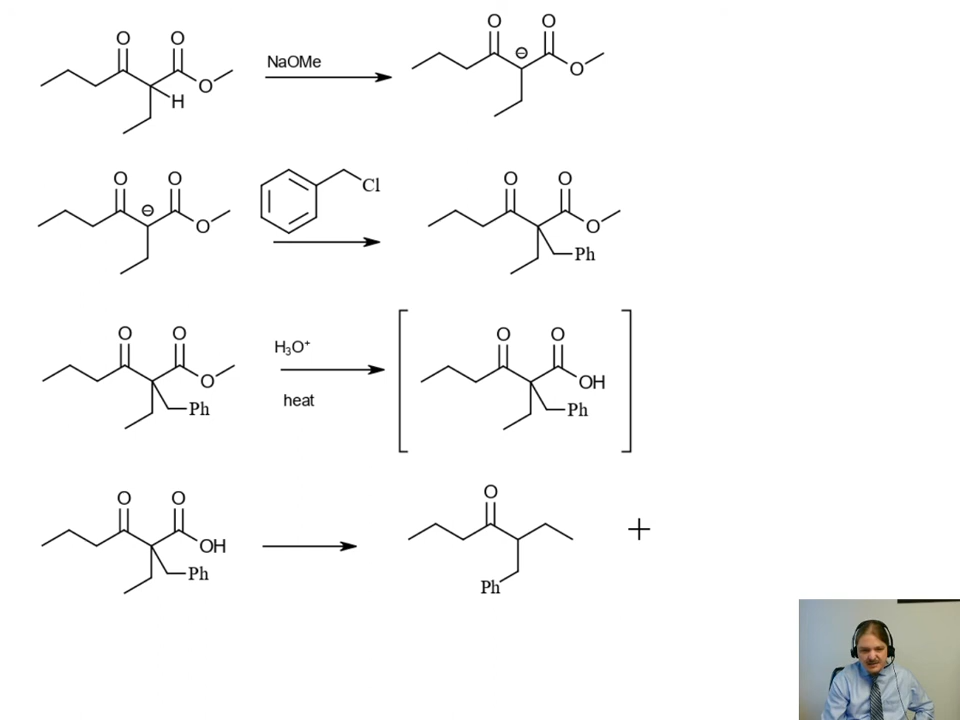 O O O O
NaOMe ⊖
O H O
O O Cl O O
⊖
O O
Ph
O O H₃O⁺ O O
O OH
heat
Ph Ph
O O O
OH +
Ph Ph